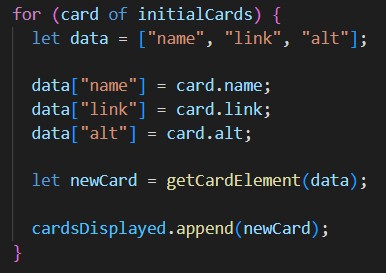 for (card of initialCards) {
let data = ["name", "link", "alt"];
data["name"] = card.name;
data["link"] = card.link;
data["alt"] = card.alt;
let newCard = getCardElement(data);
cardsDisplayed.append(newCard);
}